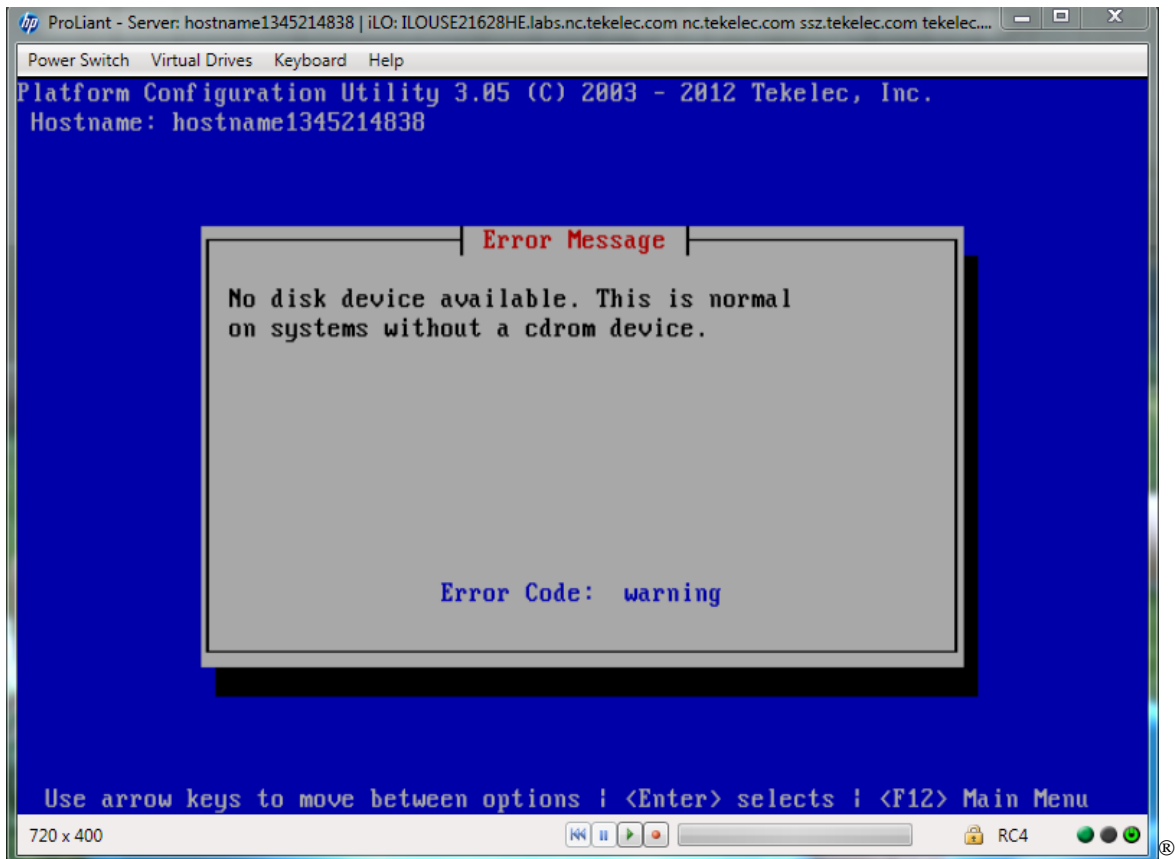 ProLiant - Server: hostname1345214838 | iLO: ILOUSE21628HE.labs.nc.tekelec.com nc.tekelec.com ssz.tekelec.com tekelec....
Power Switch Virtual Drives Keyboard Help
Platform Configuration Utility 3.05 (C) 2003 - 2012 Tekelec, Inc.
Hostname: hostname1345214838
Error Message
No disk device available. This is normal
on systems without a cdrom device.
Error Code: warning
Use arrow keys to move between options | <Enter> selects | <F12> Main Menu
720 x 400 RC4
®